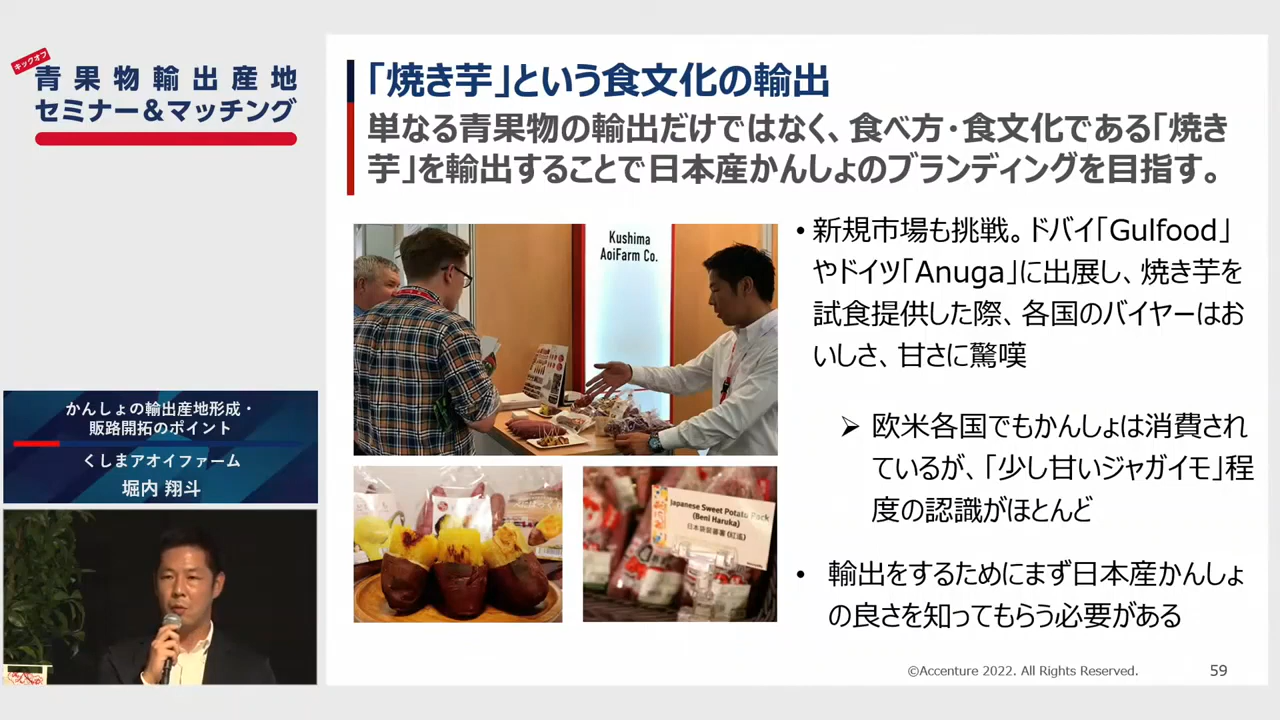 キックオフ
青果物輸出産地
セミナー＆マッチング
「焼き芋」という食文化の輸出
単なる青果物の輸出だけではなく、食べ方・食文化である「焼き
芋」を輸出することで日本産かんしょのブランディングを目指す。
Kushima
AoiFarm Co.
• 新規市場も挑戦。ドバイ「Gulfood」
やドイツ「Anuga」に出展し、焼き芋を
試食提供した際、各国のバイヤーはお
いしさ、甘さに驚嘆
➢ 欧米各国でもかんしょは消費され
ているが、「少し甘いジャガイモ」程
度の認識がほとんど
• 輸出をするためにまず日本産かんしょ
の良さを知ってもらう必要がある
Japanese Sweet Potato Pack
(Beni Haruka)
かんしょの輸出産地形成・
販路開拓のポイント
くしまアオイファーム
堀内 翔斗
©Accenture 2022. All Rights Reserved.
59